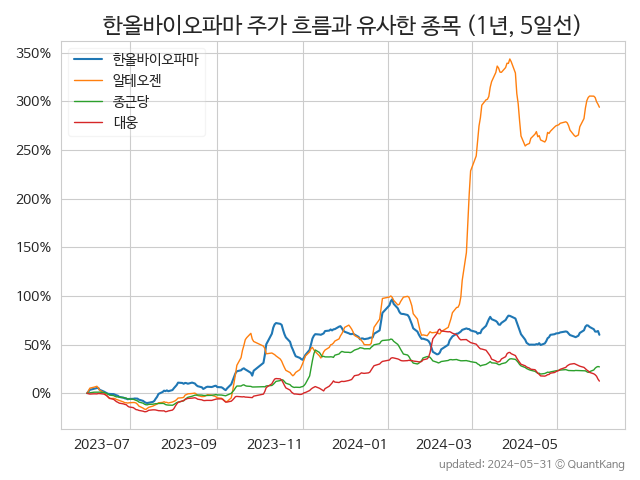 한올바이오파마 주가 흐름과 유사한 종목 (1년, 5일선)
350%
300%
250%
200%
150%
100%
50%
0%
한올바이오파마
알테오젠
종근당
대웅
2023-07 2023-09 2023-11 2024-01 2024-03 2024-05
updated: 2024-05-31 ⓒ QuantKang